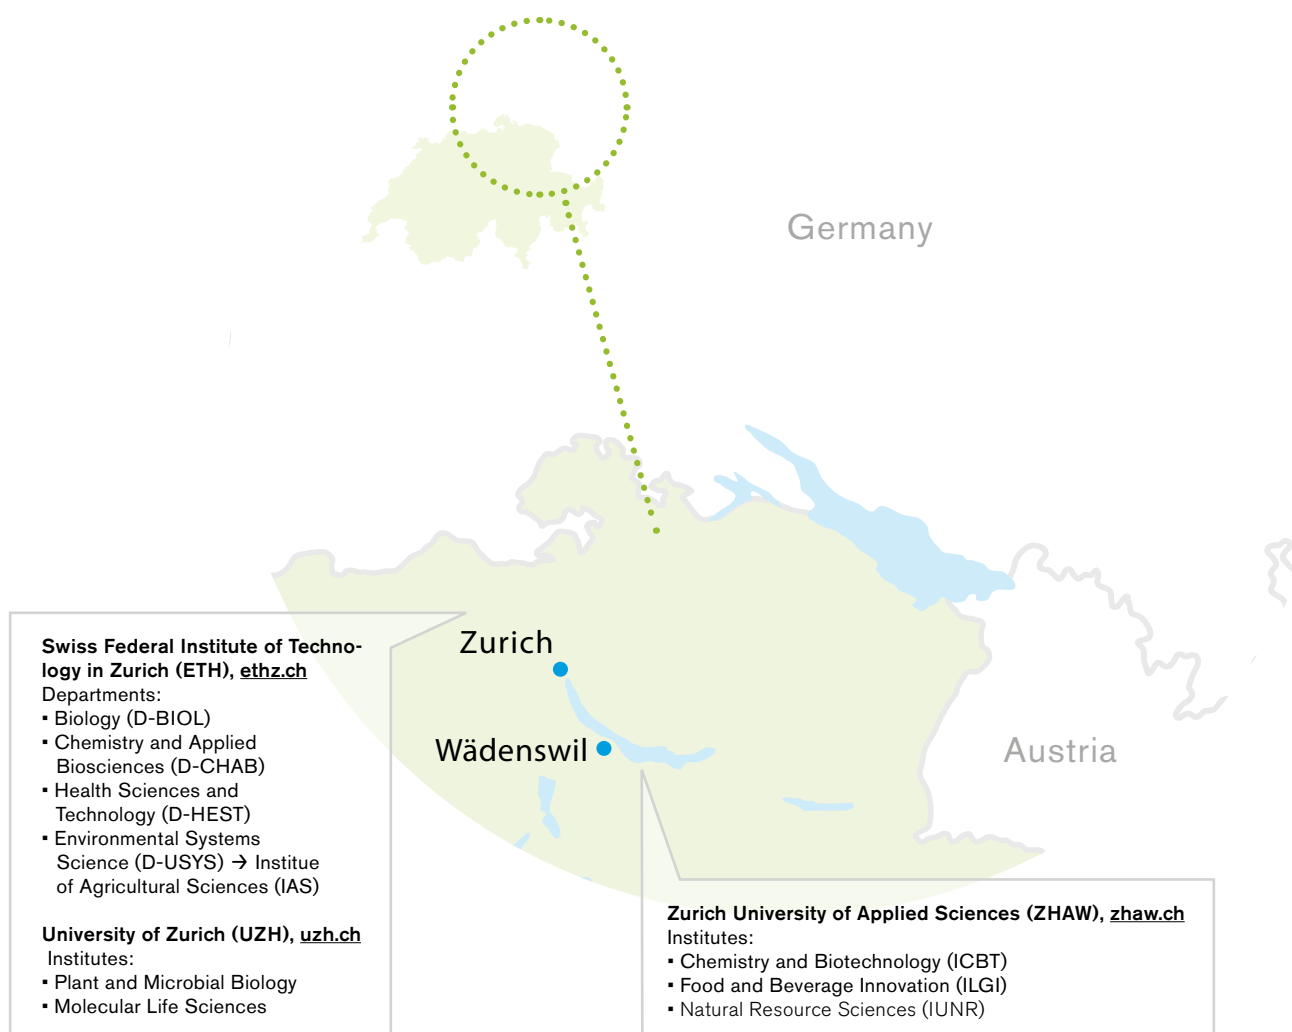 Germany
Zurich
Wädenswil
Austria
Swiss Federal Institute of Techno-
logy in Zurich (ETH), ethz.ch
Departments:
▪ Biology (D-BIOL)
▪ Chemistry and Applied
Biosciences (D-CHAB)
▪ Health Sciences and
Technology (D-HEST)
▪ Environmental Systems
Science (D-USYS) → Institue
of Agricultural Sciences (IAS)
University of Zurich (UZH), uzh.ch
Institutes:
▪ Plant and Microbial Biology
▪ Molecular Life Sciences
Zurich University of Applied Sciences (ZHAW), zhaw.ch
Institutes:
▪ Chemistry and Biotechnology (ICBT)
▪ Food and Beverage Innovation (ILGI)
▪ Natural Resource Sciences (IUNR)